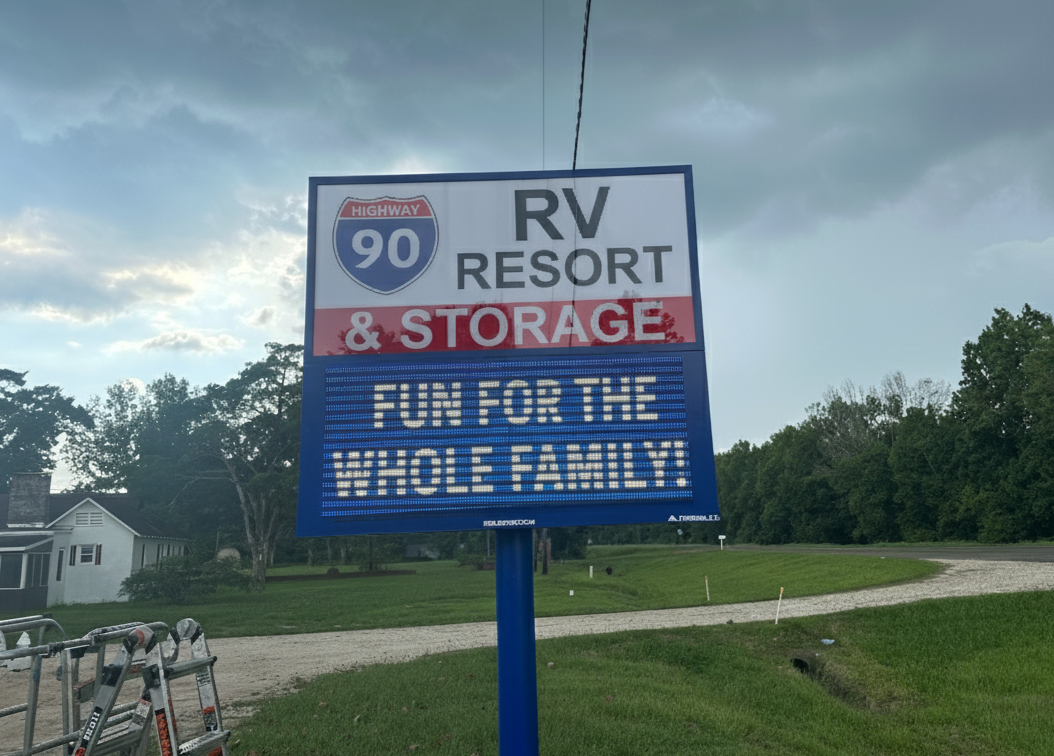 HIGHWAY
90
RV
RESORT
& STORAGE
FUN FOR THE
WHOLE FAMILY!